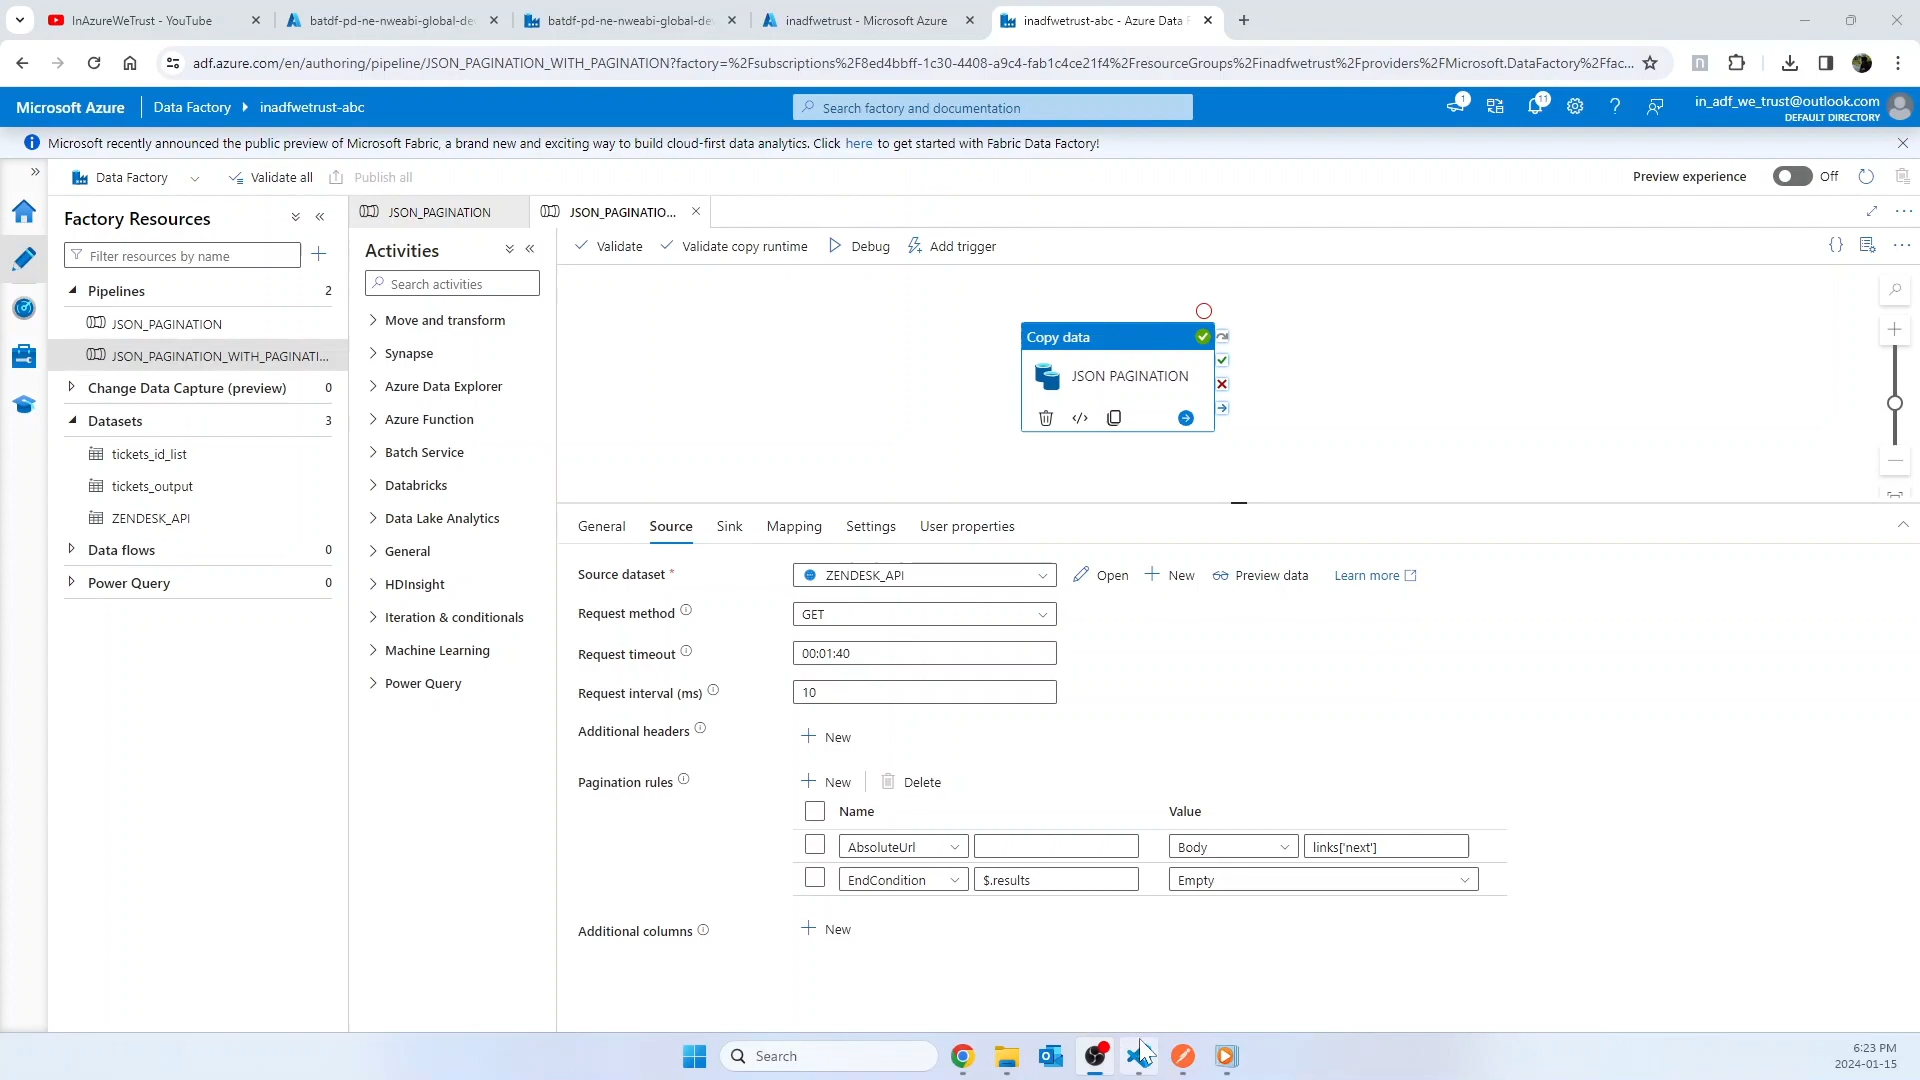 InAzureWeTrust - YouTube
batdf-pd-ne-nweabi-global-de
batdf-pd-ne-nweabi-global-de
inadfwetrust - Microsoft Azure
inadfwetrust-abc - Azure Data F
adf.azure.com/en/authoring/pipeline/JSON_PAGINATION_WITH_PAGINATION?factory=%2Fsubscriptions%2F8ed4bbff-1c30-4408-a9c4-fab1c4ce21f4%2FresourceGroups%2Finadfwetrust%2Fproviders%2FMicrosoft.DataFactory%2Ffac...
Microsoft Azure
Data Factory
inadfwetrust-abc
Search factory and documentation
1
11
in_adf_we_trust@outlook.com
DEFAULT DIRECTORY
Microsoft recently announced the public preview of Microsoft Fabric, a brand new and exciting way to build cloud-first data analytics. Click here to get started with Fabric Data Factory!
Data Factory
Validate all
Publish all
Preview experience
Off
Factory Resources
JSON_PAGINATION
JSON_PAGINATIO...
Filter resources by name
Activities
Validate
Validate copy runtime
Debug
Add trigger
Search activities
Pipelines
2
JSON_PAGINATION
JSON_PAGINATION_WITH_PAGINATI...
Change Data Capture (preview)
0
Datasets
3
tickets_id_list
tickets_output
ZENDESK_API
Data flows
0
Power Query
0
Move and transform
Synapse
Azure Data Explorer
Azure Function
Batch Service
Databricks
Data Lake Analytics
General
HDInsight
Iteration & conditionals
Machine Learning
Power Query
Copy data
JSON PAGINATION
General
Source
Sink
Mapping
Settings
User properties
Source dataset *
ZENDESK_API
Open
New
Preview data
Learn more
Request method
GET
Request timeout
00:01:40
Request interval (ms)
10
Additional headers
New
Pagination rules
New
Delete
Name
Value
AbsoluteUrl
Body
links['next']
EndCondition
$.results
Empty
Additional columns
New
Search
6:23 PM
2024-01-15